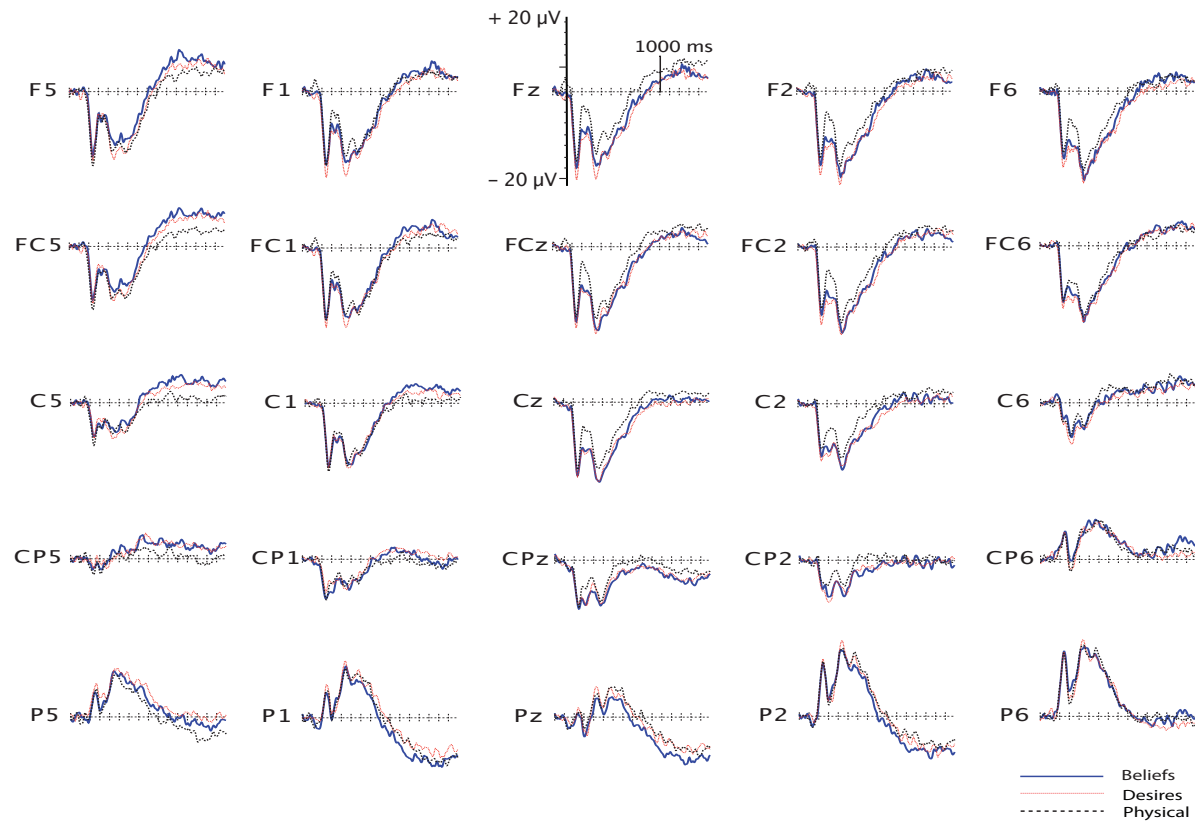 + 20 µV
1000 ms
F5
F1
Fz
F2
F6
– 20 µV
FC5
FC1
FCz
FC2
FC6
C5
C1
Cz
C2
C6
CP5
CP1
CPz
CP2
CP6
P5
P1
Pz
P2
P6
Beliefs
Desires
Physical